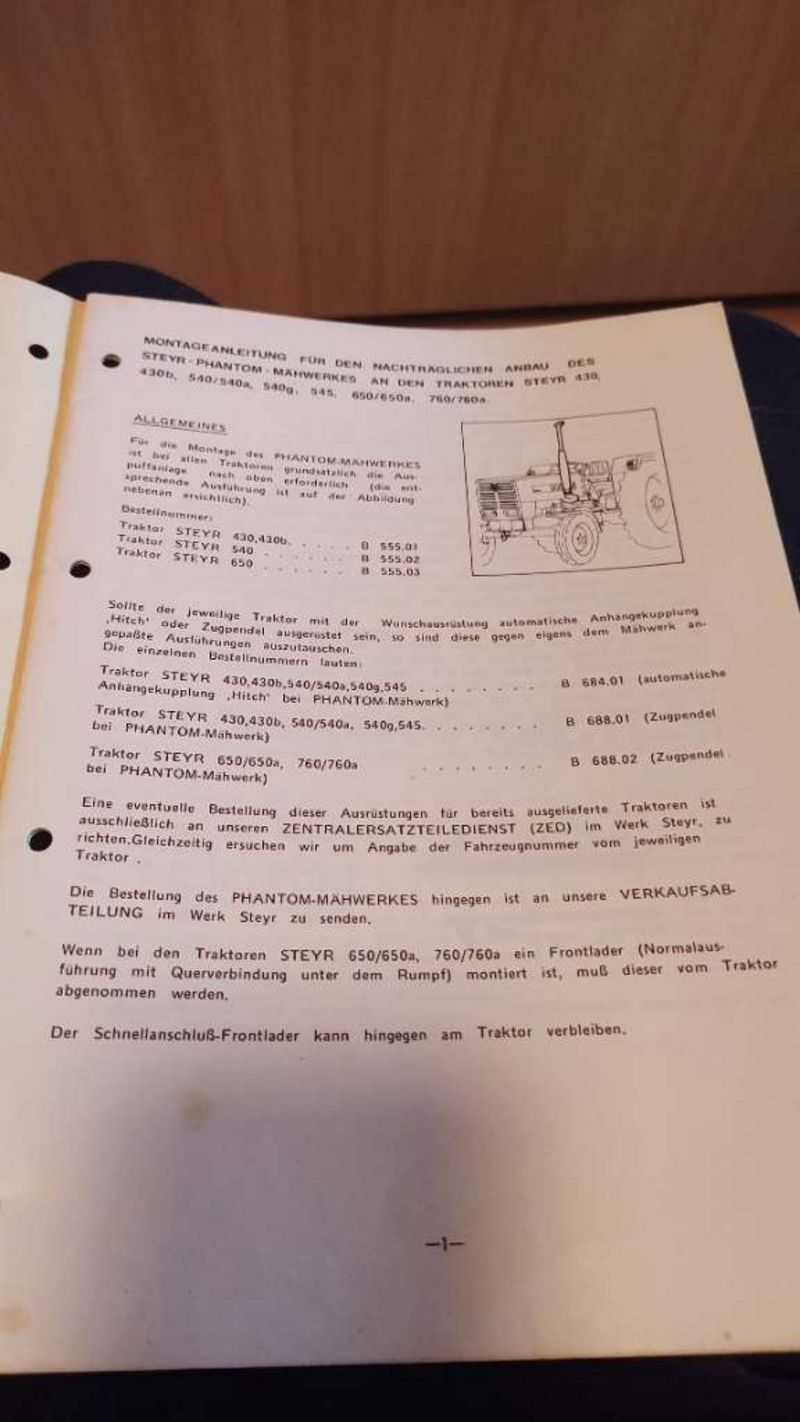 MONTAGEANLEITUNG FÜR DEN NACHTRÄGLICHEN ANBAU DES
STEYR-PHANTOM-MÄHWERKES AN DEN TRAKTOREN STEYR 430,
430b, 540/540a, 540g, 545, 650/650a, 760/760a
ALLGEMEINES
Für die Montage des PHANTOM-MÄHWERKES
ist bei allen Traktoren grundsätzlich die Aus-
puffanlage nach oben erforderlich (die ent-
sprechende Ausführung ist auf der Abbildung
nebenan ersichtlich).
Bestellnummer:
Traktor STEYR 430,430b. . . . . B 555.01
Traktor STEYR 540 . . . . . . B 555.02
Traktor STEYR 650 . . . . . . B 555.03
Sollte der jeweilige Traktor mit der Wunschausrüstung automatische Anhängekupplung
‚Hitch' oder Zugpendel ausgerüstet sein, so sind diese gegen eigens dem Mähwerk an-
gepaßte Ausführungen auszutauschen.
Die einzelnen Bestellnummern lauten:
Traktor STEYR 430,430b,540/540a,540g,545 . . . . . . . . B 684.01 (automatische
Anhängekupplung ‚Hitch' bei PHANTOM-Mähwerk)
Traktor STEYR 430,430b, 540/540a, 540g,545. . . . . . . . B 688.01 (Zugpendel
bei PHANTOM-Mähwerk)
Traktor STEYR 650/650a, 760/760a . . . . . . . . B 688.02 (Zugpendel
bei PHANTOM-Mähwerk)
Eine eventuelle Bestellung dieser Ausrüstungen für bereits ausgelieferte Traktoren ist
ausschließlich an unseren ZENTRALERSATZTEILEDIENST (ZED) im Werk Steyr, zu
richten.Gleichzeitig ersuchen wir um Angabe der Fahrzeugnummer vom jeweiligen
Traktor .
Die Bestellung des PHANTOM-MÄHWERKES hingegen ist an unsere VERKAUFSAB-
TEILUNG im Werk Steyr zu senden.
Wenn bei den Traktoren STEYR 650/650a, 760/760a ein Frontlader (Normalaus-
führung mit Querverbindung unter dem Rumpf) montiert ist, muß dieser vom Traktor
abgenommen werden.
Der Schnellanschluß-Frontlader kann hingegen am Traktor verbleiben.
—1—